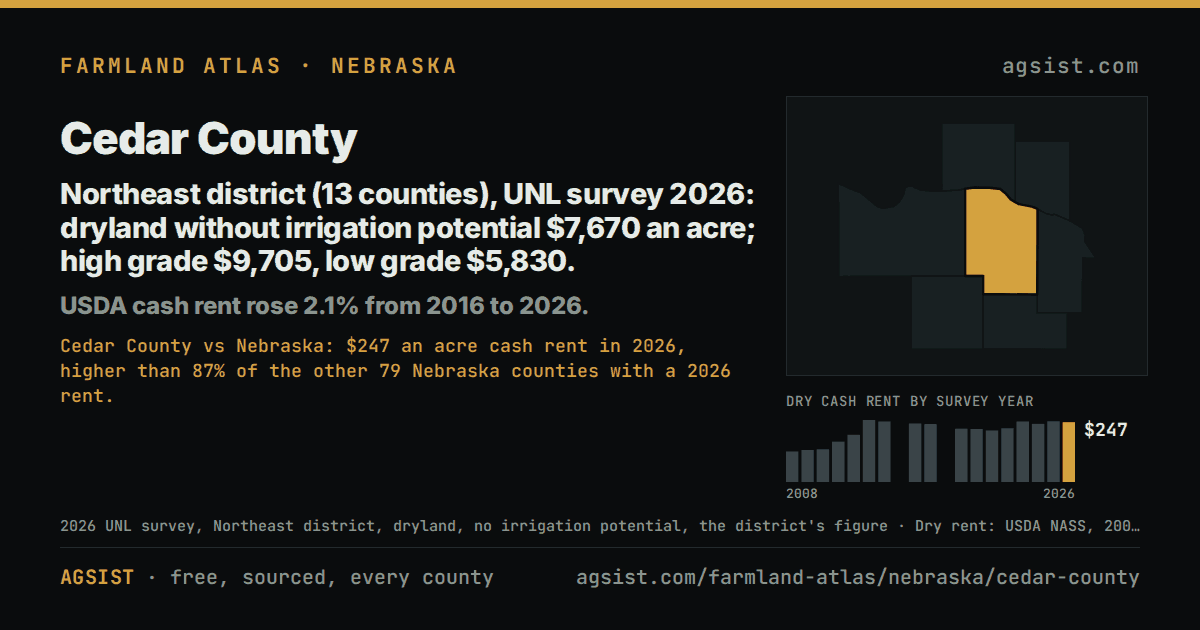 FARMLAND ATLAS · NEBRASKA
agsist.com
Cedar County
Northeast district (13 counties), UNL survey 2026:
dryland without irrigation potential $7,670 an acre;
high grade $9,705, low grade $5,830.
USDA cash rent rose 2.1% from 2016 to 2026.
Cedar County vs Nebraska: $247 an acre cash rent in 2026,
higher than 87% of the other 79 Nebraska counties with a 2026
rent.
DRY CASH RENT BY SURVEY YEAR
$247
2008
2026
2026 UNL survey, Northeast district, dryland, no irrigation potential, the district's figure · Dry rent: USDA NASS, 200…
AGSIST · free, sourced, every county
agsist.com/farmland-atlas/nebraska/cedar-county